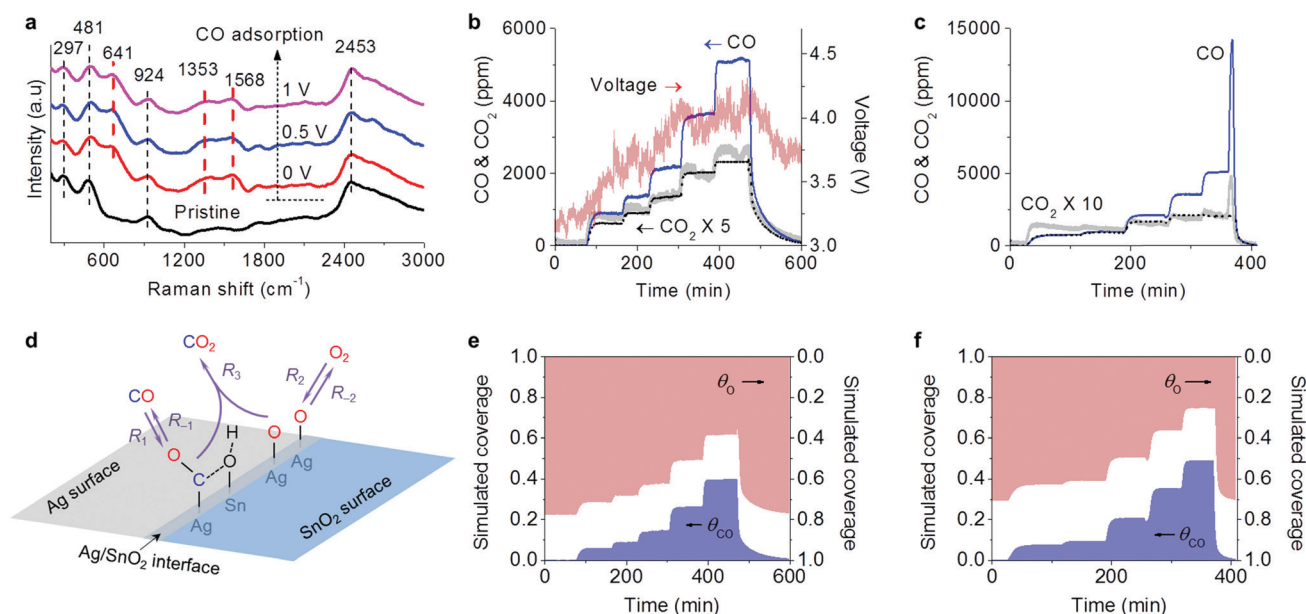 a
CO adsorption
297
481
641
924
1353
1568
2453
1 V
0.5 V
0 V
Pristine
Intensity (a.u)
600 1200 1800 2400 3000
Raman shift (cm⁻¹)
b
6000
4000
2000
0
CO & CO₂ (ppm)
← CO
Voltage →
← CO₂ X 5
4.5
4.0
3.5
3.0
Voltage (V)
0 200 400 600
Time (min)
c
15000
10000
5000
0
CO & CO₂ (ppm)
CO
CO₂ X 10
0 200 400
Time (min)
d
CO₂
O₂
R₃
R₂
R₋₂
CO
R₁
R₋₁
H
O
O
O
O
C
Ag
Sn
Ag
Ag
Ag surface
SnO₂ surface
Ag/SnO₂ interface
e
1.0
0.8
0.6
0.4
0.2
0.0
Simulated coverage
θO →
← θCO
0.0
0.2
0.4
0.6
0.8
1.0
Simulated coverage
0 200 400 600
Time (min)
f
1.0
0.8
0.6
0.4
0.2
0.0
Simulated coverage
θO →
← θCO
0.0
0.2
0.4
0.6
0.8
1.0
Simulated coverage
0 200 400
Time (min)